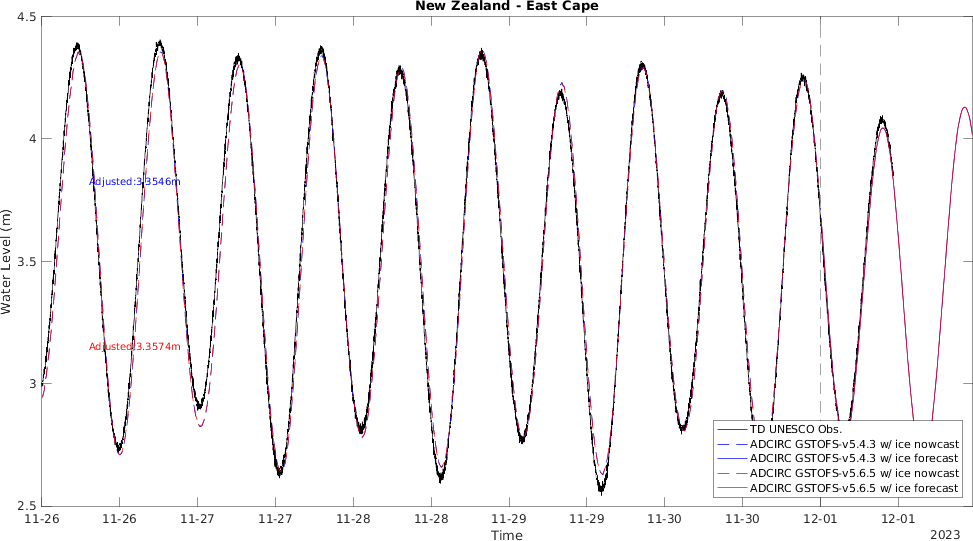 New Zealand - East Cape
4.5
4
3.5
3
2.5
Water Level (m)
Adjusted:3.3546m
Adjusted:3.3574m
TD UNESCO Obs.
ADCIRC GSTOFS-v5.4.3 w/ ice nowcast
ADCIRC GSTOFS-v5.4.3 w/ ice forecast
ADCIRC GSTOFS-v5.6.5 w/ ice nowcast
ADCIRC GSTOFS-v5.6.5 w/ ice forecast
11-26 11-26 11-27 11-27 11-28 11-28 11-29 11-29 11-30 11-30 12-01 12-01
Time
2023